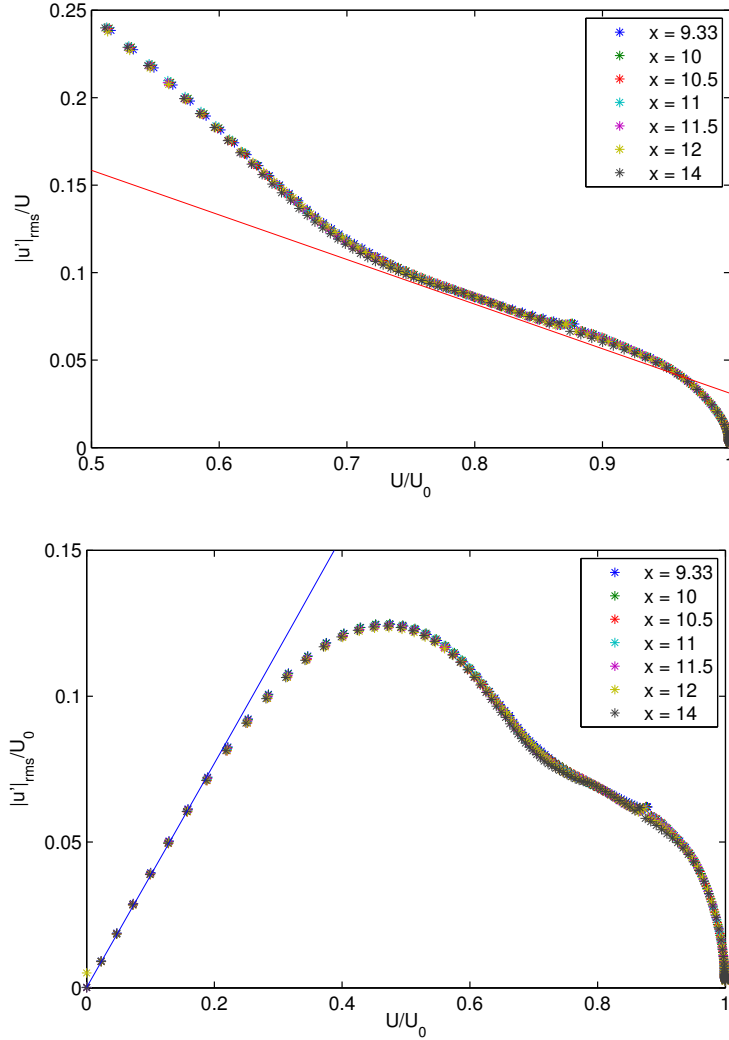 0.25
0.2
0.15
0.1
0.05
0
|u'|rms/U
x = 9.33
x = 10
x = 10.5
x = 11
x = 11.5
x = 12
x = 14
0.5 0.6 0.7 0.8 0.9 1
U/U0
0.15
0.1
0.05
0
|u'|rms/U0
x = 9.33
x = 10
x = 10.5
x = 11
x = 11.5
x = 12
x = 14
0 0.2 0.4 0.6 0.8 1
U/U0